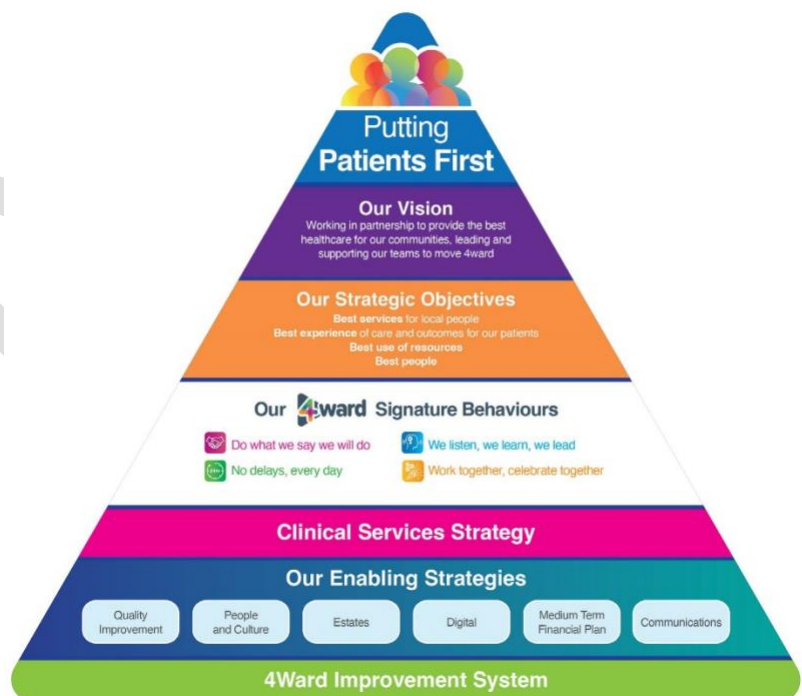 Putting
Patients First
Our Vision
Working in partnership to provide the best
healthcare for our communities, leading and
supporting our teams to move 4ward
Our Strategic Objectives
Best services for local people
Best experience of care and outcomes for our patients
Best use of resources
Best people
Our 4ward Signature Behaviours
Do what we say we will do
We listen, we learn, we lead
No delays, every day
Work together, celebrate together
Clinical Services Strategy
Our Enabling Strategies
Quality
Improvement
People
and Culture
Estates
Digital
Medium Term
Financial Plan
Communications
4Ward Improvement System